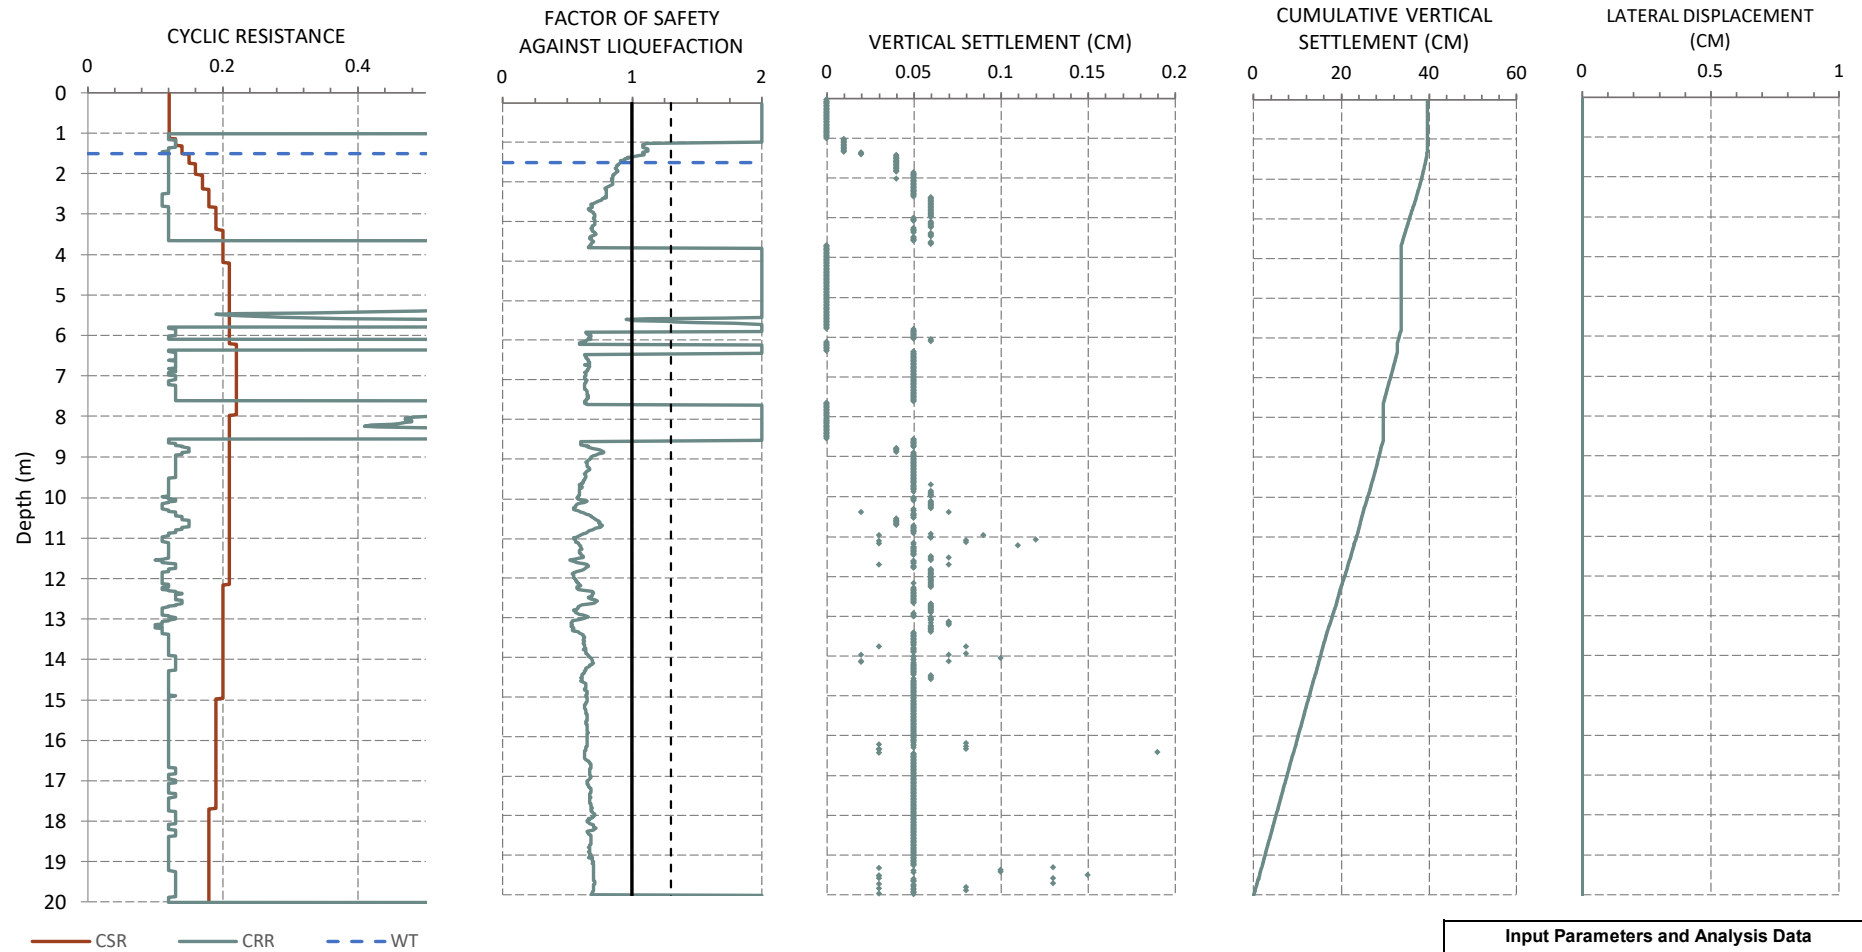 CYCLIC RESISTANCE
0 0.2 0.4
FACTOR OF SAFETY
AGAINST LIQUEFACTION
0 1 2
VERTICAL SETTLEMENT (CM)
0 0.05 0.1 0.15 0.2
CUMULATIVE VERTICAL
SETTLEMENT (CM)
0 20 40 60
LATERAL DISPLACEMENT
(CM)
0 0.5 1
Depth (m)
0
1
2
3
4
5
6
7
8
9
10
11
12
13
14
15
16
17
18
19
20
CSR CRR WT
Input Parameters and Analysis Data